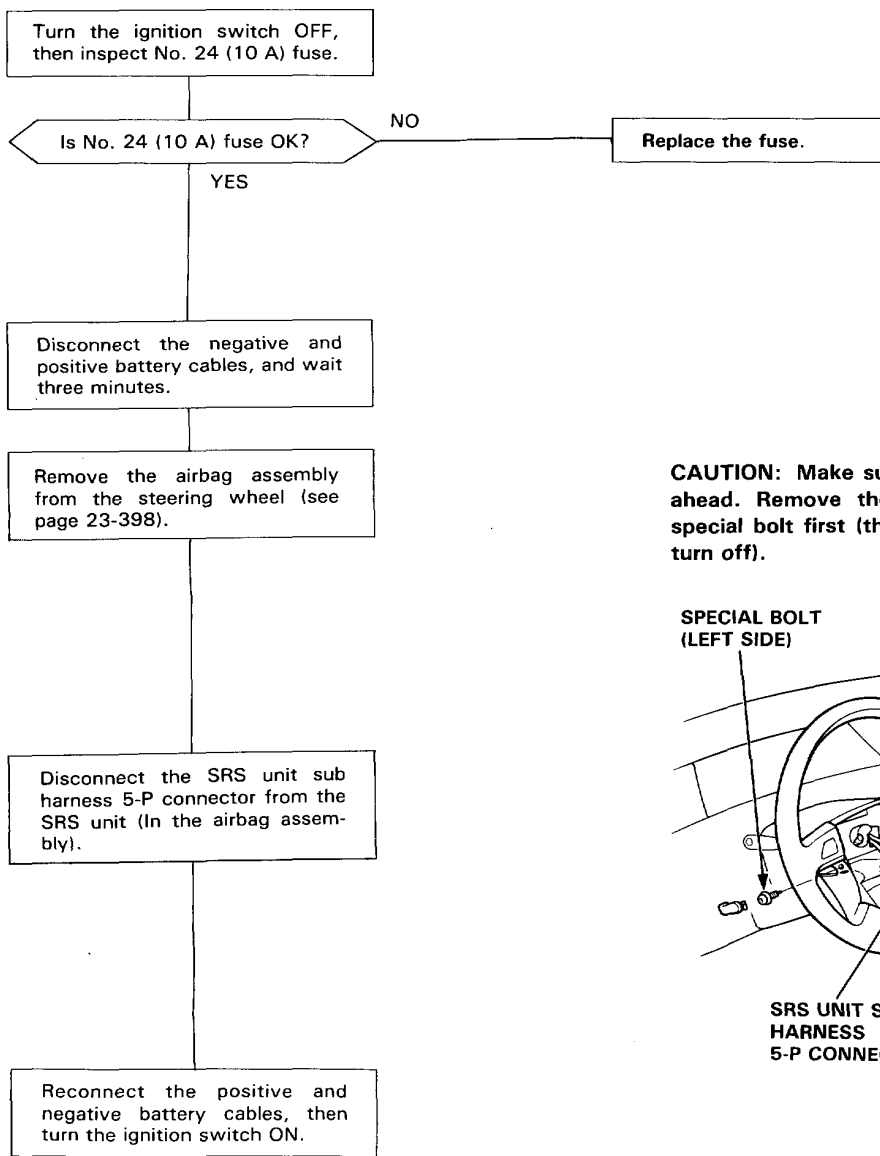 Turn the ignition switch OFF,
then inspect No. 24 (10 A) fuse.
Is No. 24 (10 A) fuse OK?
NO
Replace the fuse.
YES
Disconnect the negative and
positive battery cables, and wait
three minutes.
Remove the airbag assembly
from the steering wheel (see
page 23-398).
CAUTION: Make su
ahead. Remove th
special bolt first (th
turn off).
SPECIAL BOLT
(LEFT SIDE)
Disconnect the SRS unit sub
harness 5-P connector from the
SRS unit (In the airbag assem-
bly).
SRS UNIT S
HARNESS
5-P CONNE
Reconnect the positive and
negative battery cables, then
turn the ignition switch ON.